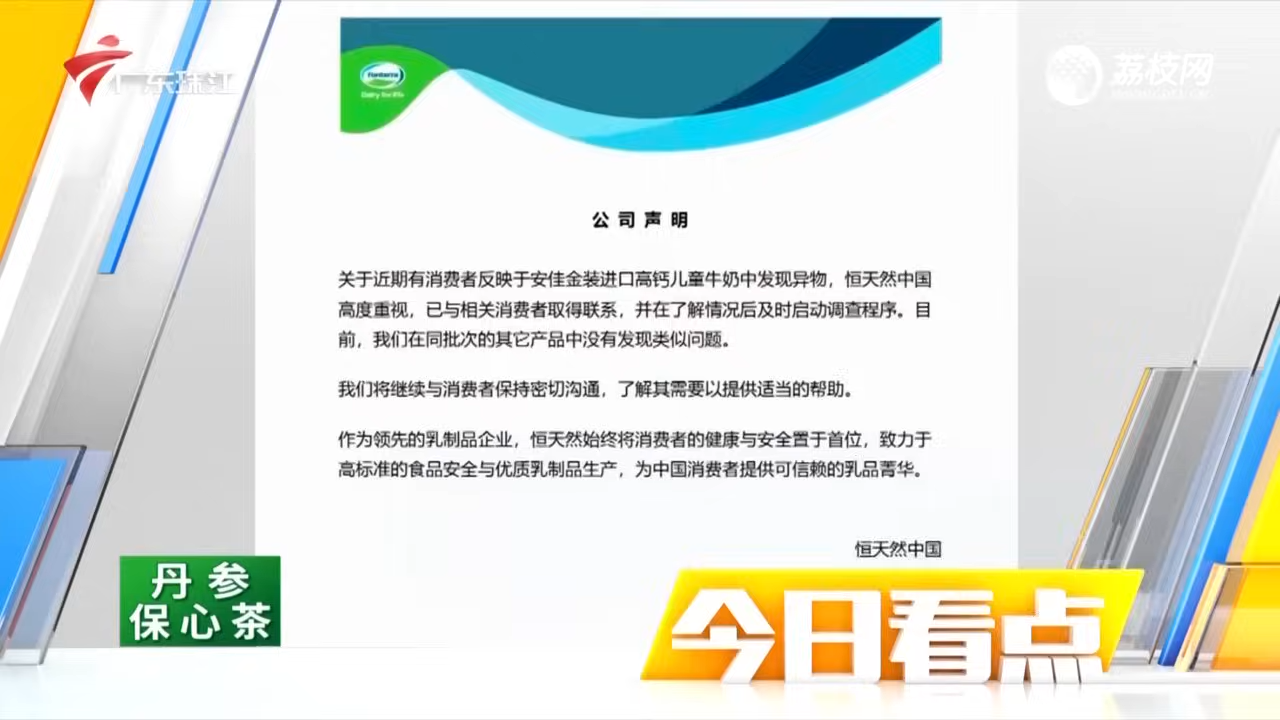 广东珠江
荔枝网
Fonterra
Dairy for life
公司声明
关于近期有消费者反映于安佳金装进口高钙儿童牛奶中发现异物，恒天然中国
高度重视，已与相关消费者取得联系，并在了解情况后及时启动调查程序。目
前，我们在同批次的其它产品中没有发现类似问题。
我们将继续与消费者保持密切沟通，了解其需要以提供适当的帮助。
作为领先的乳制品企业，恒天然始终将消费者的健康与安全置于首位，致力于
高标准的食品安全与优质乳制品生产，为中国消费者提供可信赖的乳品菁华。
恒天然中国
丹参
保心茶
今日看点